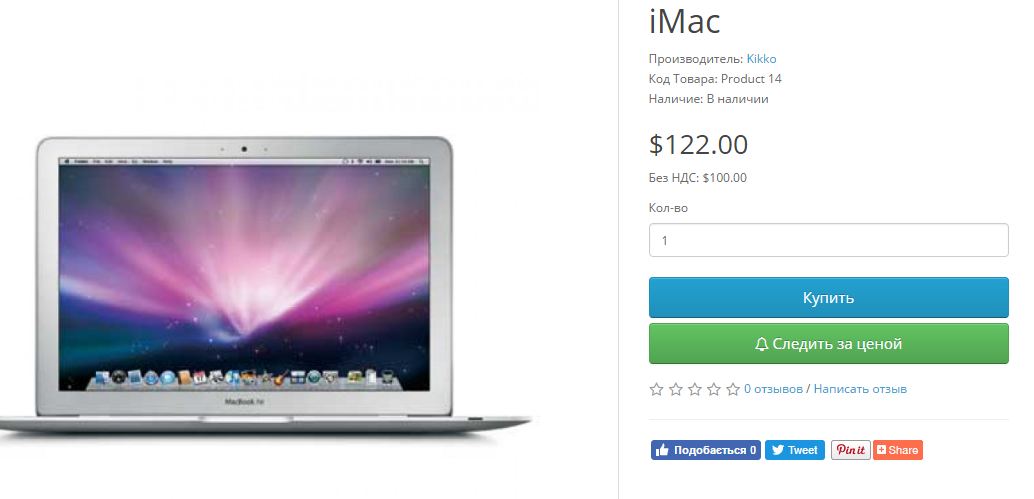 iMac
Производитель: Kikko
Код Товара: Product 14
Наличие: В наличии
$122.00
Без НДС: $100.00
Кол-во
1
Купить
Следить за ценой
0 отзывов / Написать отзыв
Подобається 0
Tweet
Pin it
Share
MacBook Air